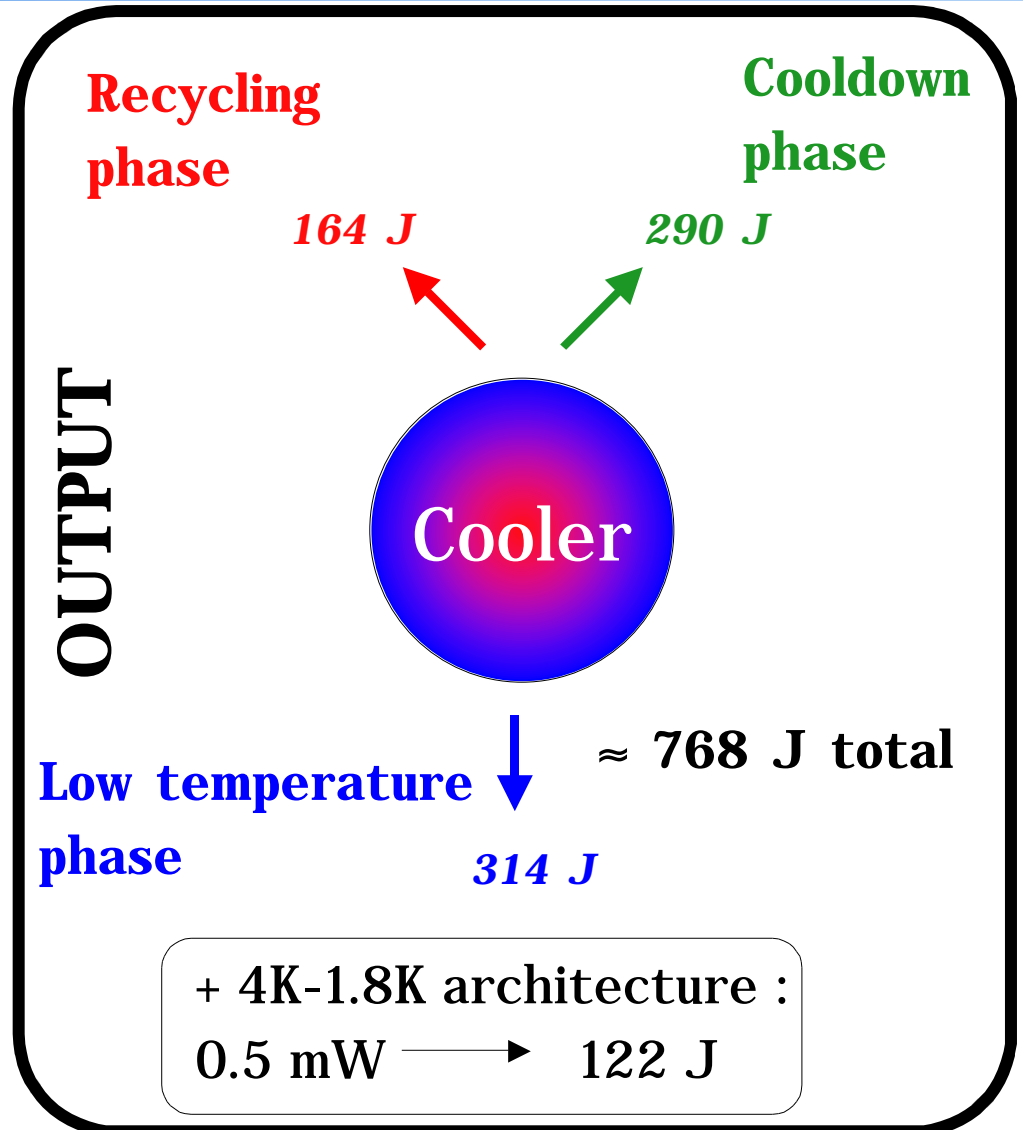 Recycling
phase
Cooldown
phase
164 J
290 J
OUTPUT
Cooler
≈ 768 J total
Low temperature
phase
314 J
+ 4K-1.8K architecture :
0.5 mW → 122 J